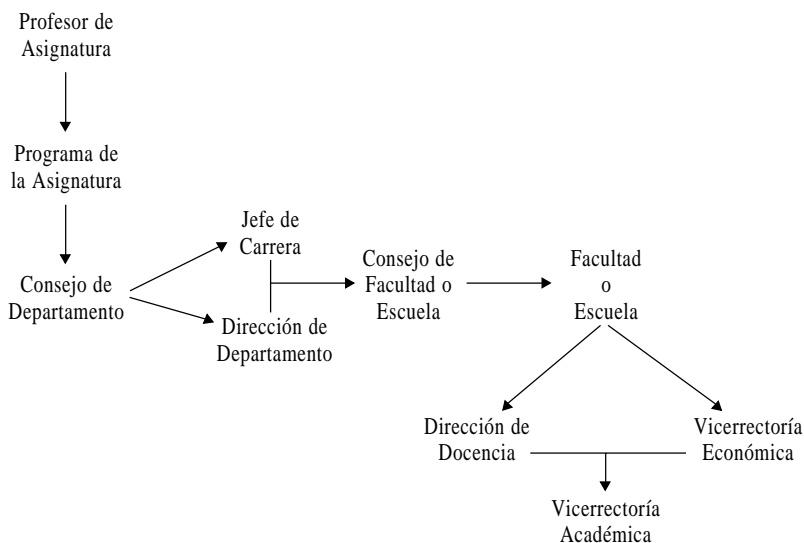 Profesor de
Asignatura
Programa de
la Asignatura
Consejo de
Departamento
Jefe de
Carrera
Dirección de
Departamento
Consejo de
Facultad o
Escuela
Facultad
o
Escuela
Dirección de
Docencia
Vicerrectoría
Económica
Vicerrectoría
Académica